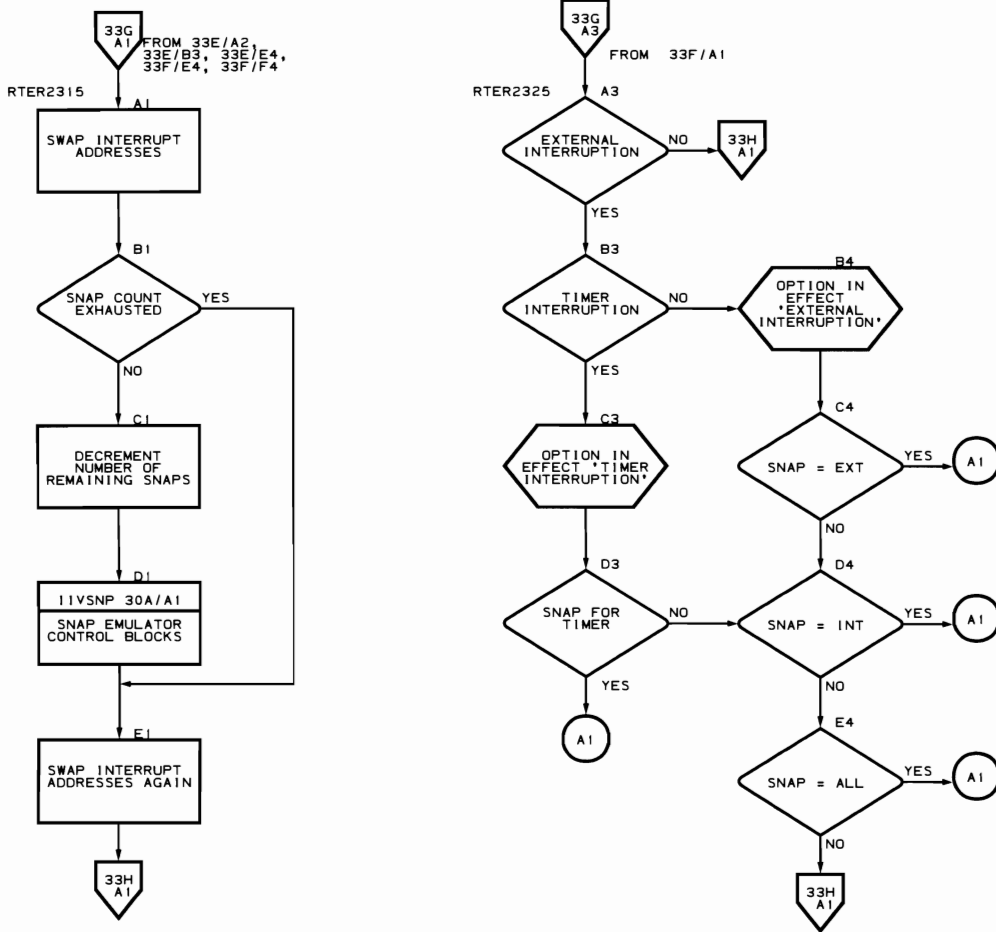 33G
A1
FROM 33E/A2,
33E/B3, 33E/E4,
33F/E4, 33F/F4
RTER2315
A1
SWAP INTERRUPT
ADDRESSES
B1
SNAP COUNT
EXHAUSTED
YES
NO
C1
DECREMENT
NUMBER OF
REMAINING SNAPS
D1
11VSNP 30A/A1
SNAP EMULATOR
CONTROL BLOCKS
E1
SWAP INTERRUPT
ADDRESSES AGAIN
33H
A1
33G
A3
FROM 33F/A1
RTER2325
A3
EXTERNAL
INTERRUPTION
NO
33H
A1
YES
B3
TIMER
INTERRUPTION
NO
YES
B4
OPTION IN
EFFECT
'EXTERNAL
INTERRUPTION'
C3
OPTION IN
EFFECT 'TIMER
INTERRUPTION'
C4
SNAP = EXT
YES
A1
NO
D3
SNAP FOR
TIMER
NO
YES
A1
D4
SNAP = INT
YES
A1
NO
E4
SNAP = ALL
YES
A1
NO
33H
A1